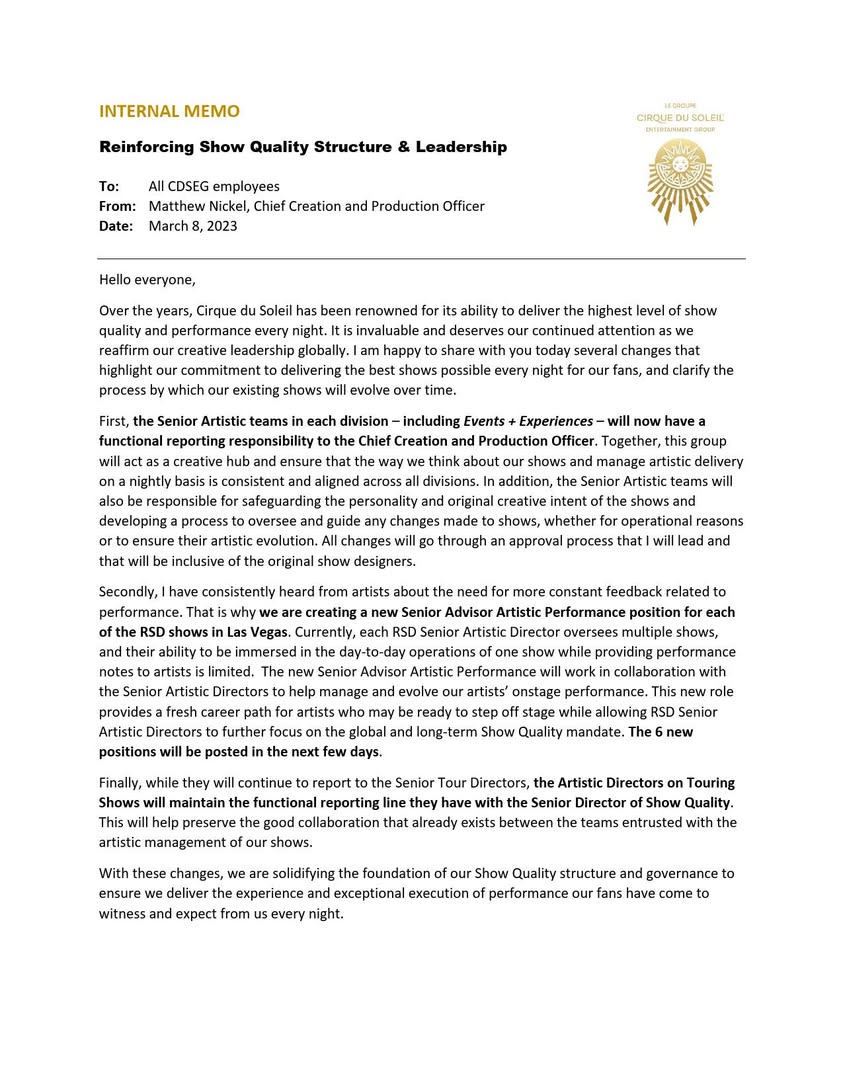 INTERNAL MEMO
LE GROUPE
CIRQUE DU SOLEIL
ENTERTAINMENT GROUP
Reinforcing Show Quality Structure & Leadership
To: All CDSEG employees
From: Matthew Nickel, Chief Creation and Production Officer
Date: March 8, 2023
Hello everyone,
Over the years, Cirque du Soleil has been renowned for its ability to deliver the highest level of show
quality and performance every night. It is invaluable and deserves our continued attention as we
reaffirm our creative leadership globally. I am happy to share with you today several changes that
highlight our commitment to delivering the best shows possible every night for our fans, and clarify the
process by which our existing shows will evolve over time.
First, the Senior Artistic teams in each division – including Events + Experiences – will now have a
functional reporting responsibility to the Chief Creation and Production Officer. Together, this group
will act as a creative hub and ensure that the way we think about our shows and manage artistic delivery
on a nightly basis is consistent and aligned across all divisions. In addition, the Senior Artistic teams will
also be responsible for safeguarding the personality and original creative intent of the shows and
developing a process to oversee and guide any changes made to shows, whether for operational reasons
or to ensure their artistic evolution. All changes will go through an approval process that I will lead and
that will be inclusive of the original show designers.
Secondly, I have consistently heard from artists about the need for more constant feedback related to
performance. That is why we are creating a new Senior Advisor Artistic Performance position for each
of the RSD shows in Las Vegas. Currently, each RSD Senior Artistic Director oversees multiple shows,
and their ability to be immersed in the day-to-day operations of one show while providing performance
notes to artists is limited.  The new Senior Advisor Artistic Performance will work in collaboration with
the Senior Artistic Directors to help manage and evolve our artists’ onstage performance. This new role
provides a fresh career path for artists who may be ready to step off stage while allowing RSD Senior
Artistic Directors to further focus on the global and long-term Show Quality mandate. The 6 new
positions will be posted in the next few days.
Finally, while they will continue to report to the Senior Tour Directors, the Artistic Directors on Touring
Shows will maintain the functional reporting line they have with the Senior Director of Show Quality.
This will help preserve the good collaboration that already exists between the teams entrusted with the
artistic management of our shows.
With these changes, we are solidifying the foundation of our Show Quality structure and governance to
ensure we deliver the experience and exceptional execution of performance our fans have come to
witness and expect from us every night.